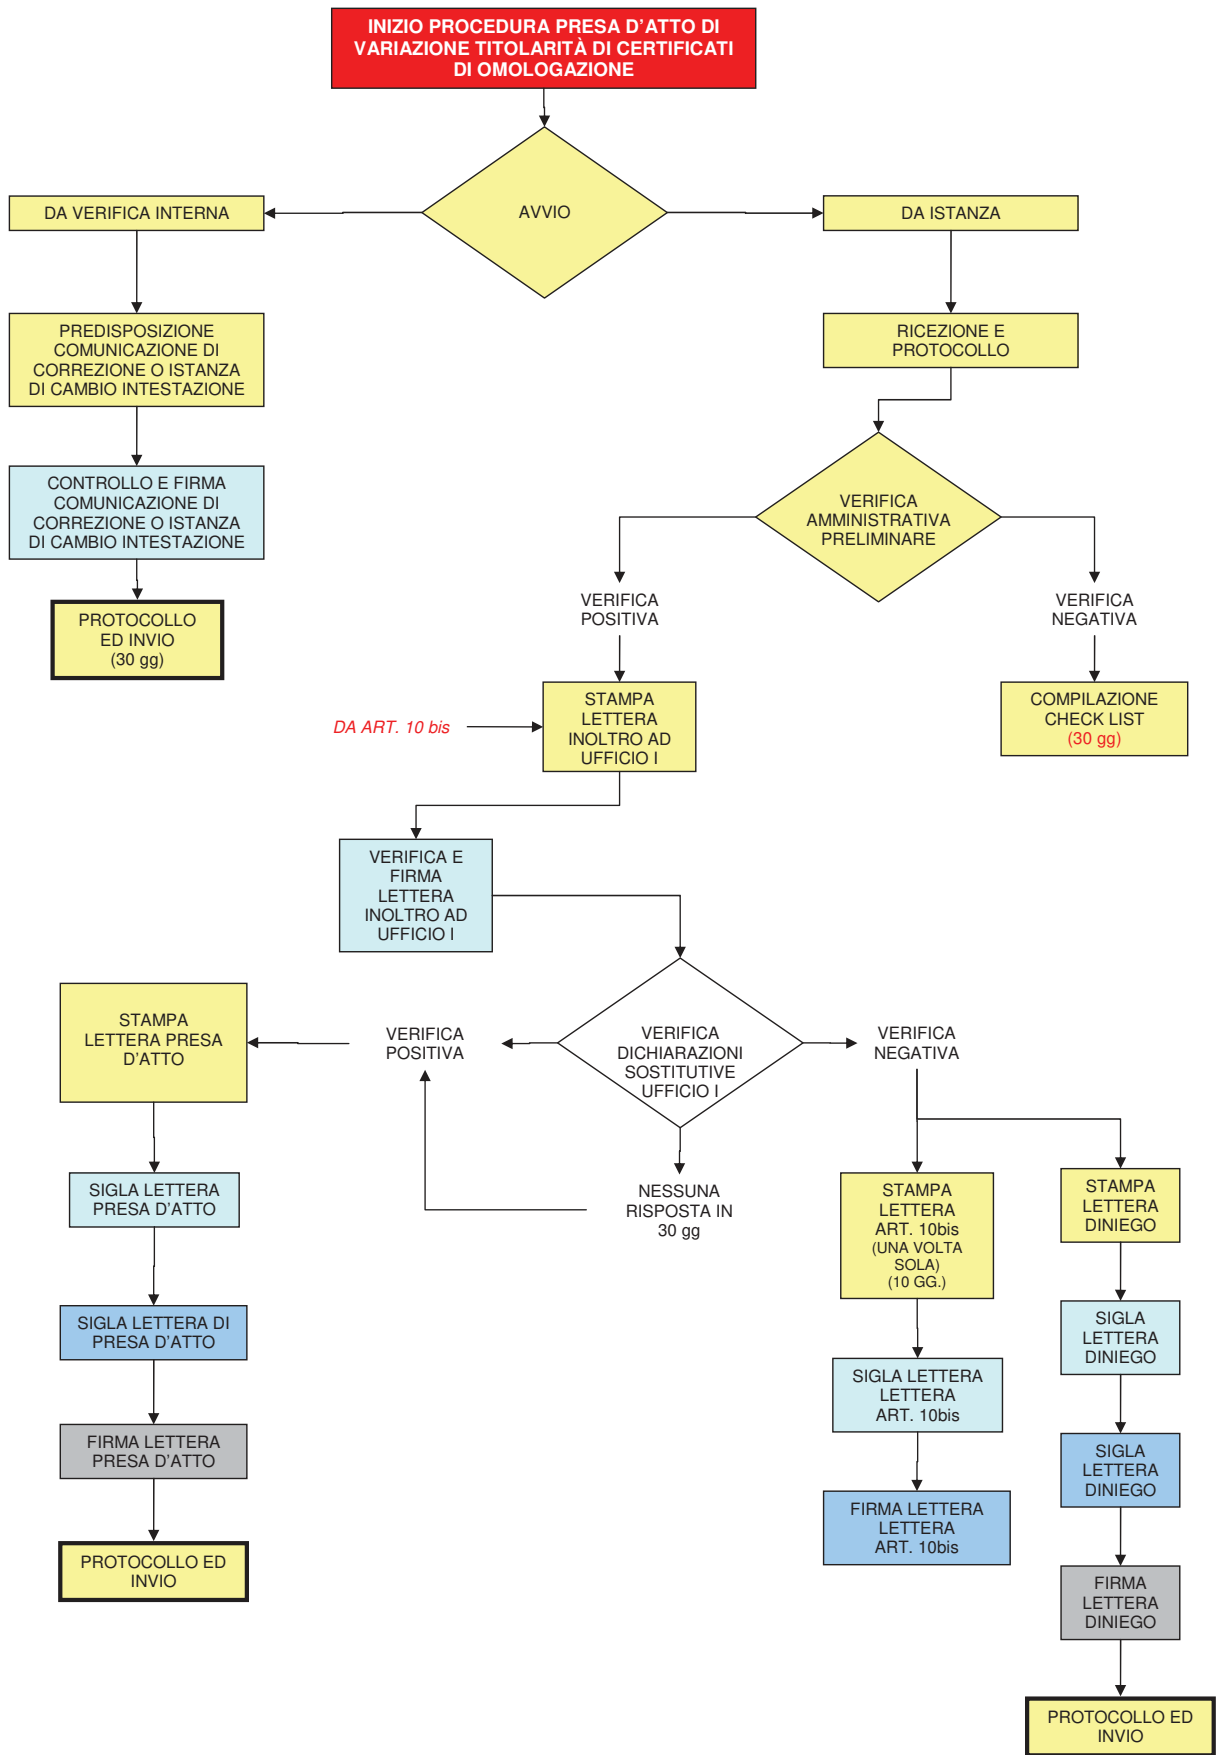 INIZIO PROCEDURA PRESA D'ATTO DI
VARIAZIONE TITOLARITÀ DI CERTIFICATI
DI OMOLOGAZIONE
AVVIO
DA VERIFICA INTERNA
DA ISTANZA
PREDISPOSIZIONE
COMUNICAZIONE DI
CORREZIONE O ISTANZA
DI CAMBIO INTESTAZIONE
RICEZIONE E
PROTOCOLLO
CONTROLLO E FIRMA
COMUNICAZIONE DI
CORREZIONE O ISTANZA
DI CAMBIO INTESTAZIONE
VERIFICA
AMMINISTRATIVA
PRELIMINARE
PROTOCOLLO
ED INVIO
(30 gg)
VERIFICA
POSITIVA
VERIFICA
NEGATIVA
DA ART. 10 bis
STAMPA
LETTERA
INOLTRO AD
UFFICIO I
COMPILAZIONE
CHECK LIST
(30 gg)
VERIFICA E
FIRMA
LETTERA
INOLTRO AD
UFFICIO I
STAMPA
LETTERA PRESA
D'ATTO
VERIFICA
POSITIVA
VERIFICA
DICHIARAZIONI
SOSTITUTIVE
UFFICIO I
VERIFICA
NEGATIVA
SIGLA LETTERA
PRESA D'ATTO
NESSUNA
RISPOSTA IN
30 gg
STAMPA
LETTERA
ART. 10bis
(UNA VOLTA
SOLA)
(10 GG.)
STAMPA
LETTERA
DINIEGO
SIGLA LETTERA DI
PRESA D'ATTO
SIGLA LETTERA
LETTERA
ART. 10bis
SIGLA
LETTERA
DINIEGO
FIRMA LETTERA
PRESA D'ATTO
FIRMA LETTERA
LETTERA
ART. 10bis
SIGLA
LETTERA
DINIEGO
PROTOCOLLO ED
INVIO
FIRMA
LETTERA
DINIEGO
PROTOCOLLO ED
INVIO